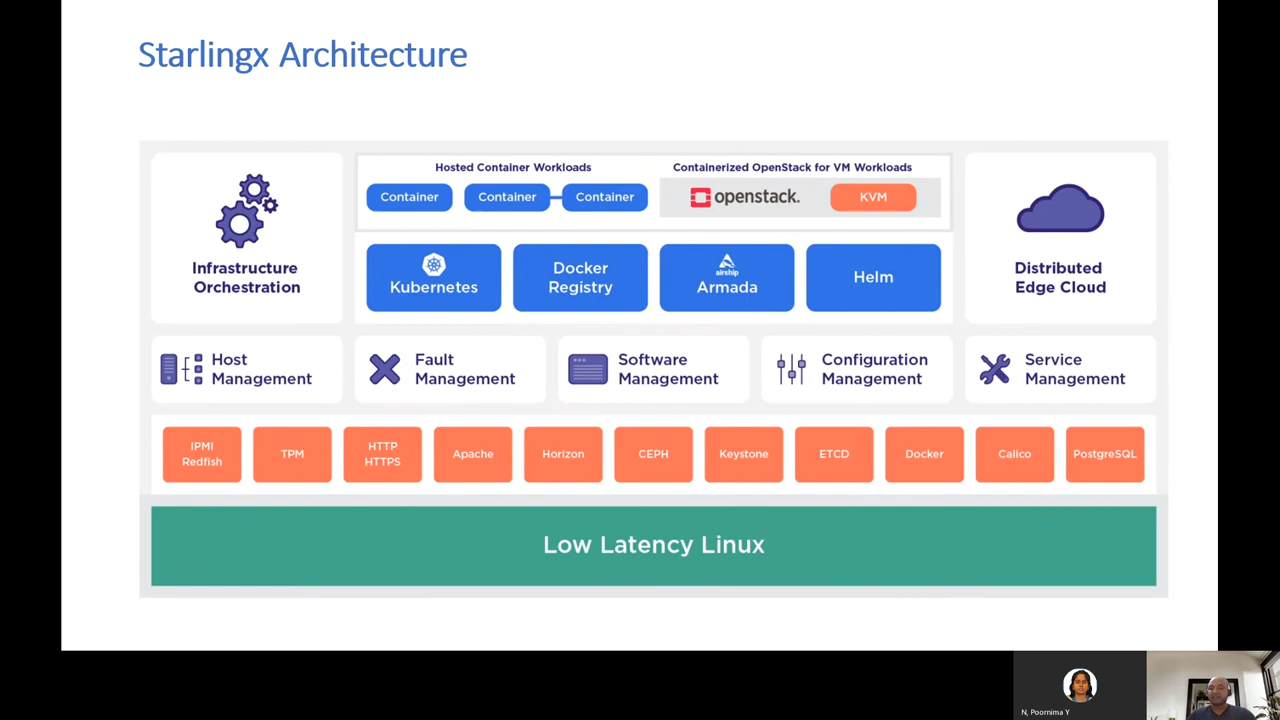 Starlingx Architecture
Hosted Container Workloads
Containerized OpenStack for VM Workloads
Container
Container
Container
openstack.
KVM
Infrastructure
Orchestration
Kubernetes
Docker
Registry
airship
Armada
Helm
Distributed
Edge Cloud
Host
Management
Fault
Management
Software
Management
Configuration
Management
Service
Management
IPMI
Redfish
TPM
HTTP
HTTPS
Apache
Horizon
CEPH
Keystone
ETCD
Docker
Calico
PostgreSQL
Low Latency Linux
N, Poornima Y